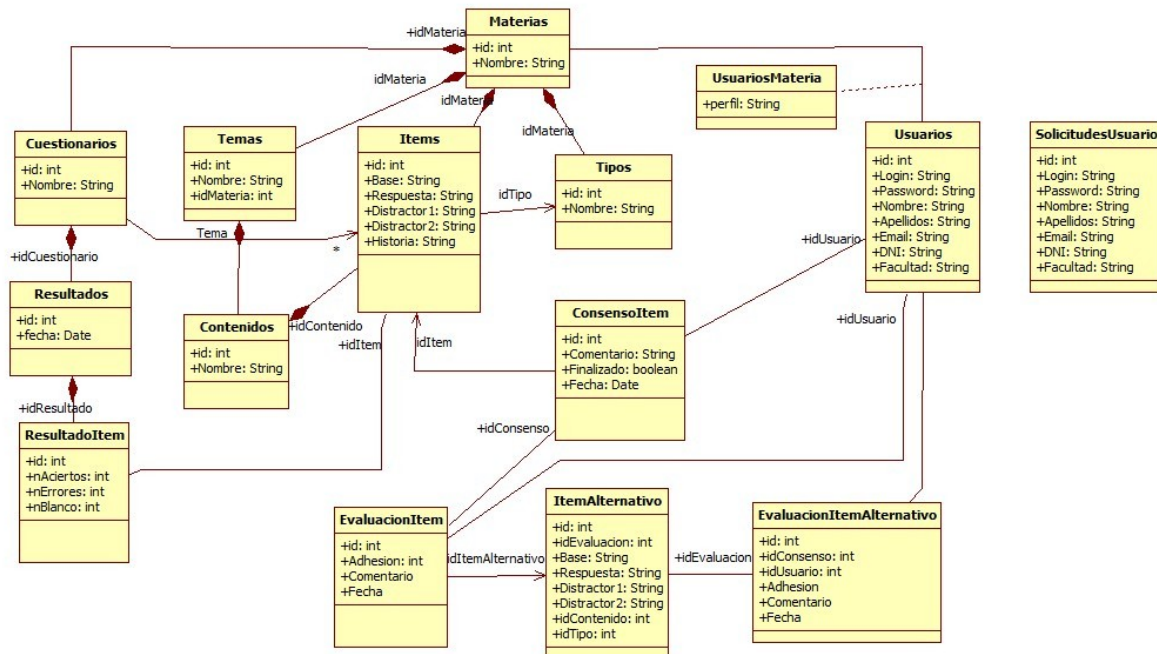 Materias
+id: int
+Nombre: String
+idMateria
idMateria
idMateria
idMateria
UsuariosMateria
+perfil: String
Cuestionarios
+id: int
+Nombre: String
Temas
+id: int
+Nombre: String
+idMateria: int
Items
+id: int
+Base: String
+Respuesta: String
+Distractor1: String
+Distractor2: String
+Historia: String
Tipos
+id: int
+Nombre: String
idTipo
Usuarios
+id: int
+Login: String
+Password: String
+Nombre: String
+Apellidos: String
+Email: String
+DNI: String
+Facultad: String
SolicitudesUsuario
+id: int
+Login: String
+Password: String
+Nombre: String
+Apellidos: String
+Email: String
+DNI: String
+Facultad: String
Tema
*
+idCuestionario
+idUsuario
Resultados
+id: int
+fecha: Date
Contenidos
+id: int
+Nombre: String
+idContenido
+idItem
idItem
ConsensoItem
+id: int
+Comentario: String
+Finalizado: boolean
+Fecha: Date
+idUsuario
+idResultado
ResultadoItem
+id: int
+nAciertos: int
+nErrores: int
+nBlanco: int
+idConsenso
EvaluacionItem
+id: int
+Adhesion: int
+Comentario
+Fecha
idItemAlternativo
ItemAlternativo
+id: int
+idEvaluacion: int
+Base: String
+Respuesta: String
+Distractor1: String
+Distractor2: String
+idContenido: int
+idTipo: int
+idEvaluacion
EvaluacionItemAlternativo
+id: int
+idConsenso: int
+idUsuario: int
+Adhesion
+Comentario
+Fecha